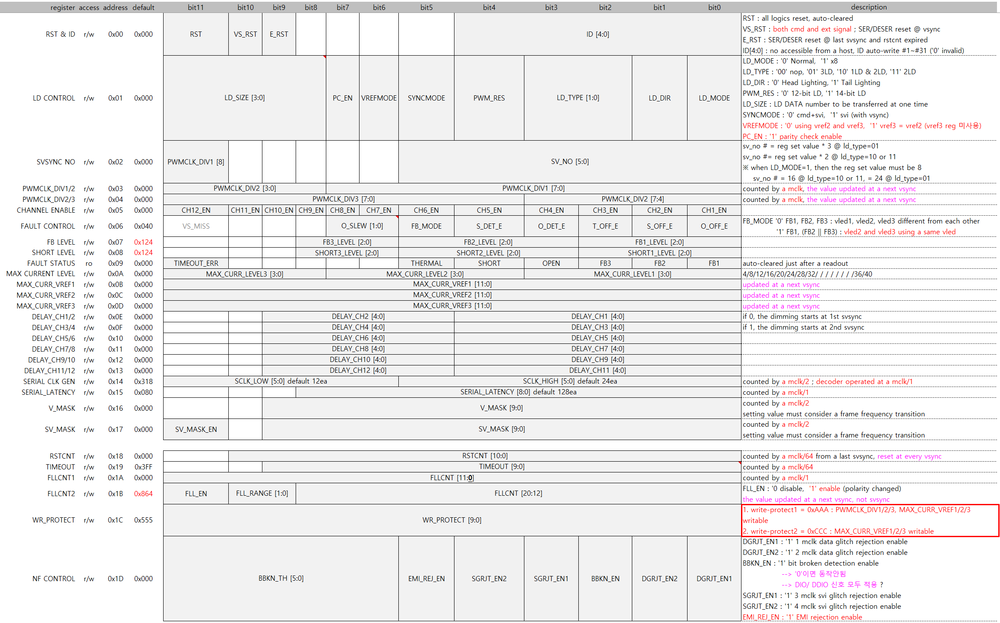 register access address default bit11 bit10 bit9 bit8 bit7 bit6 bit5 bit4 bit3 bit2 bit1 bit0 description
RST & ID r/w 0x00 0x000 RST VS_RST E_RST ID [4:0]
RST : all logics reset, auto-cleared
VS_RST : both cmd and ext signal ; SER/DESER reset @ vsync
E_RST : SER/DESER reset @ last svsync and rstcnt expired
ID[4:0] : no accessible from a host, ID auto-write #1~#31 ('0' invalid)
LD CONTROL r/w 0x01 0x000 LD_SIZE [3:0] PC_EN VREFMODE SYNCMODE PWM_RES LD_TYPE [1:0] LD_DIR LD_MODE
LD_MODE : '0' Normal, '1' x8
LD_TYPE : '00' nop, '01' 3LD, '10' 1LD & 2LD, '11' 2LD
LD_DIR : '0' Head Lighting, '1' Tail Lighting
PWM_RES : '0' 12-bit LD, '1' 14-bit LD
LD_SIZE : LD DATA number to be transferred at one time
SYNCMODE : '0' cmd+svi, '1' svi (with vsync)
VREFMODE : '0' using vref2 and vref3, '1' vref3 = vref2 (vref3 reg 미사용)
PC_EN : '1' parity check enable
SVSYNC NO r/w 0x02 0x000 PWMCLK_DIV1 [8] SV_NO [5:0]
sv_no # = reg set value * 3 @ ld_type=01
sv_no #= reg set value * 2 @ ld_type=10 or 11
※ when LD_MODE=1, then the reg set value must be 8
sv_no # = 16 @ ld_type=10 or 11, = 24 @ ld_type=01
PWMCLK_DIV1/2 r/w 0x03 0x000 PWMCLK_DIV2 [3:0] PWMCLK_DIV1 [7:0] counted by a mclk, the value updated at a next vsync
PWMCLK_DIV2/3 r/w 0x04 0x000 PWMCLK_DIV3 [7:0] PWMCLK_DIV2 [7:4] counted by a mclk, the value updated at a next vsync
CHANNEL ENABLE r/w 0x05 0x000 CH12_EN CH11_EN CH10_EN CH9_EN CH8_EN CH7_EN CH6_EN CH5_EN CH4_EN CH3_EN CH2_EN CH1_EN
FAULT CONTROL r/w 0x06 0x040 VS_MISS O_SLEW [1:0] FB_MODE S_DET_E O_DET_E T_OFF_E S_OFF_E O_OFF_E
FB_MODE '0' FB1, FB2, FB3 : vled1, vled2, vled3 different from each other
'1' FB1, (FB2 || FB3) : vled2 and vled3 using a same vled
FB LEVEL r/w 0x07 0x124 FB3_LEVEL [2:0] FB2_LEVEL [2:0] FB1_LEVEL [2:0]
SHORT LEVEL r/w 0x08 0x124 SHORT3_LEVEL [2:0] SHORT2_LEVEL [2:0] SHORT1_LEVEL [2:0]
FAULT STATUS ro 0x09 0x000 TIMEOUT_ERR THERMAL SHORT OPEN FB3 FB2 FB1 auto-cleared just after a readout
MAX CURRENT LEVEL r/w 0x0A 0x000 MAX_CURR_LEVEL3 [3:0] MAX_CURR_LEVEL2 [3:0] MAX_CURR_LEVEL1 [3:0] 4/8/12/16/20/24/28/32/ / / / / / / /36/40
MAX_CURR_VREF1 r/w 0x0B 0x000 MAX_CURR_VREF1 [11:0] updated at a next vsync
MAX_CURR_VREF2 r/w 0x0C 0x000 MAX_CURR_VREF2 [11:0] updated at a next vsync
MAX_CURR_VREF3 r/w 0x0D 0x000 MAX_CURR_VREF3 [11:0] updated at a next vsync
DELAY_CH1/2 r/w 0x0E 0x000 DELAY_CH2 [4:0] DELAY_CH1 [4:0] if 0, the dimming starts at 1st svsync
DELAY_CH3/4 r/w 0x0F 0x000 DELAY_CH4 [4:0] DELAY_CH3 [4:0] if 1, the dimming starts at 2nd svsync
DELAY_CH5/6 r/w 0x10 0x000 DELAY_CH6 [4:0] DELAY_CH5 [4:0]
DELAY_CH7/8 r/w 0x11 0x000 DELAY_CH8 [4:0] DELAY_CH7 [4:0]
DELAY_CH9/10 r/w 0x12 0x000 DELAY_CH10 [4:0] DELAY_CH9 [4:0]
DELAY_CH11/12 r/w 0x13 0x000 DELAY_CH12 [4:0] DELAY_CH11 [4:0]
SERIAL CLK GEN r/w 0x14 0x318 SCLK_LOW [5:0] default 12ea SCLK_HIGH [5:0] default 24ea counted by a mclk/2 ; decoder operated at a mclk/1
SERIAL_LATENCY r/w 0x15 0x080 SERIAL_LATENCY [8:0] default 128ea counted by a mclk/1
V_MASK r/w 0x16 0x000 V_MASK [9:0]
counted by a mclk/2
setting value must consider a frame frequency transition
SV_MASK r/w 0x17 0x000 SV_MASK_EN SV_MASK [9:0]
counted by a mclk/2
setting value must consider a frame frequency transition
RSTCNT r/w 0x18 0x000 RSTCNT [10:0] counted by a mclk/64 from a last svsync, reset at every vsync
TIMEOUT r/w 0x19 0x3FF TIMEOUT [9:0] counted by a mclk/64
FLLCNT1 r/w 0x1A 0x000 FLLCNT [11:0] counted by a mclk/1
FLLCNT2 r/w 0x1B 0x864 FLL_EN FLL_RANGE [1:0] FLLCNT [20:12]
FLL_EN : '0 disable, '1' enable (polarity changed)
the value updated at a next vsync, not svsync
WR_PROTECT r/w 0x1C 0x555 WR_PROTECT [9:0]
1. write-protect1 = 0xAAA : PWMCLK_DIV1/2/3, MAX_CURR_VREF1/2/3
writable
2. write-protect2 = 0xCCC : MAX_CURR_VREF1/2/3 writable
NF CONTROL r/w 0x1D 0x000 BBKN_TH [5:0] EMI_REJ_EN SGRJT_EN2 SGRJT_EN1 BBKN_EN DGRJT_EN2 DGRJT_EN1
DGRJT_EN1 : '1' 1 mclk data glitch rejection enable
DGRJT_EN2 : '1' 2 mclk data glitch rejection enable
BBKN_EN : '1' bit broken detection enable
--> '0'이면 동작안됨
--> DIO/ DDIO 신호 모두 적용 ?
SGRJT_EN1 : '1' 3 mclk svi glitch rejection enable
SGRJT_EN2 : '1' 4 mclk svi glitch rejection enable
EMI_REJ_EN : '1' EMI rejection enable